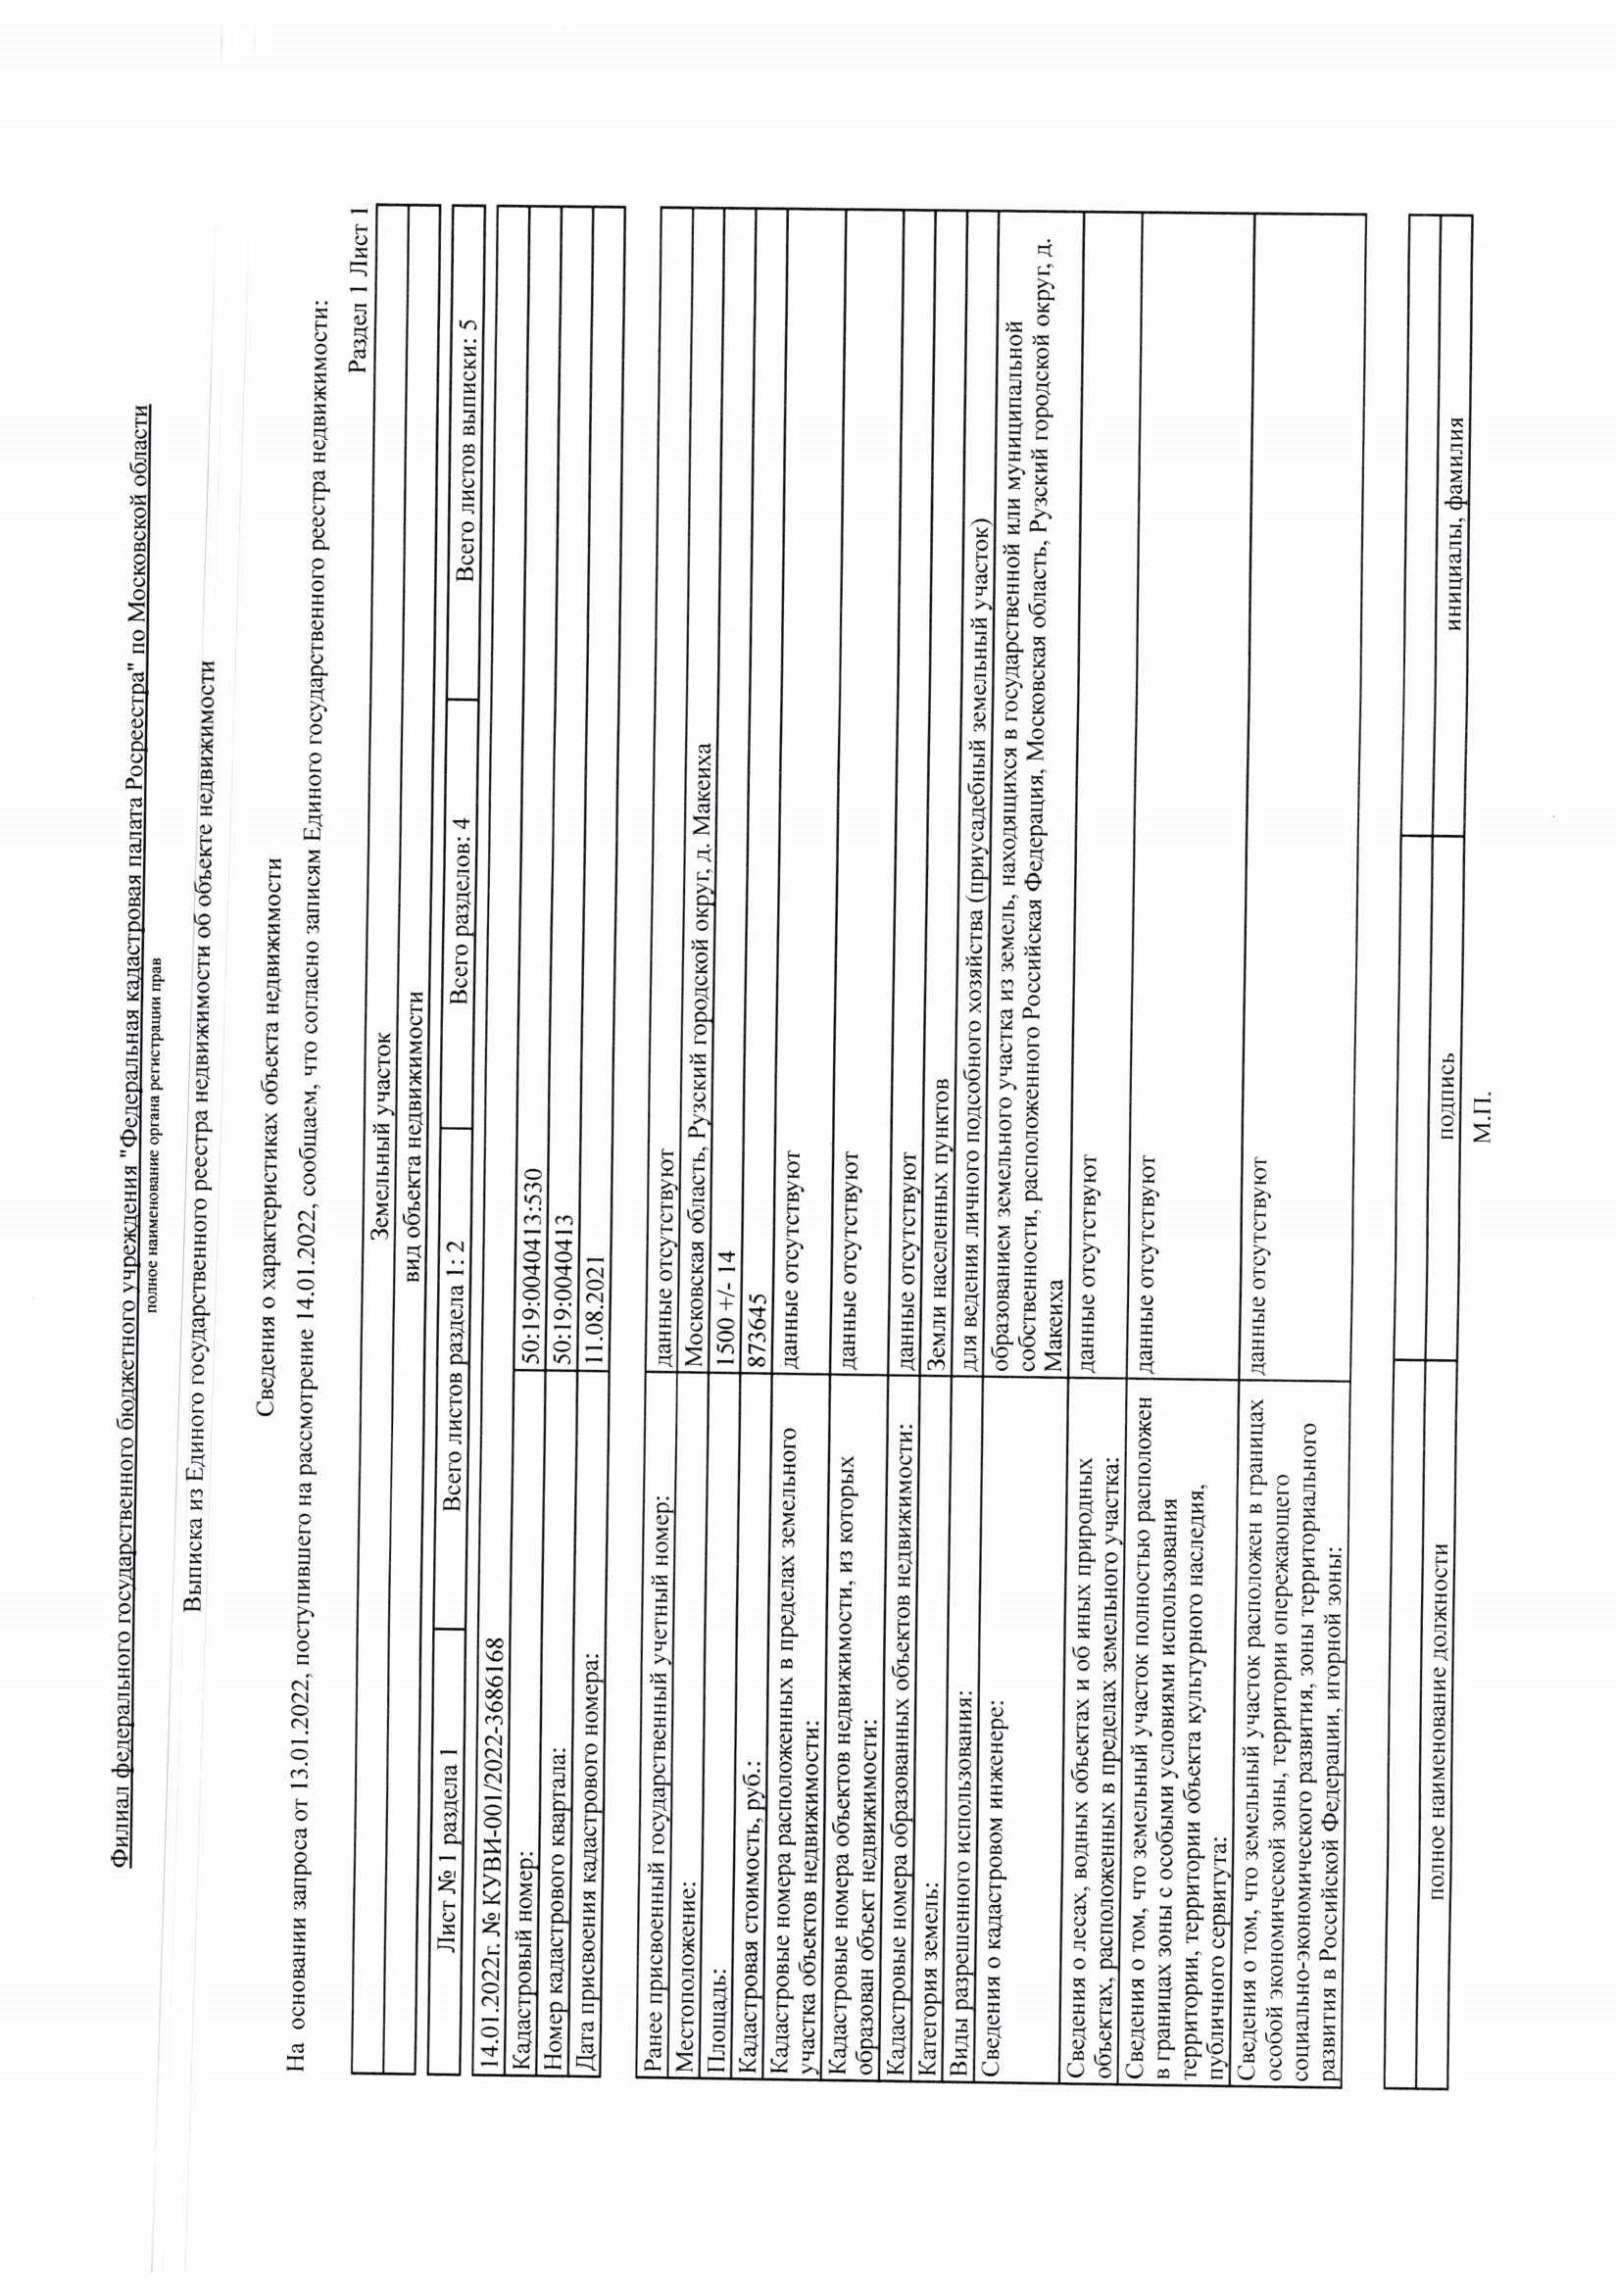 Филиал федерального государственного бюджетного учреждения "Федеральная кадастровая палата Росреестра" по Московской области
полное наименование органа регистрации прав
Выписка из Единого государственного реестра недвижимости об объекте недвижимости
Сведения о характеристиках объекта недвижимости
На основании запроса от 13.01.2022, поступившего на рассмотрение 14.01.2022, сообщаем, что согласно записям Единого государственного реестра недвижимости:
Раздел 1 Лист 1
Земельный участок
вид объекта недвижимости
Лист № 1 раздела 1 Всего листов раздела 1: 2 Всего разделов: 4 Всего листов выписки: 5
14.01.2022г. № КУВИ-001/2022-3686168
Кадастровый номер: 50:19:0040413:530
Номер кадастрового квартала: 50:19:0040413
Дата присвоения кадастрового номера: 11.08.2021
Ранее присвоенный государственный учетный номер: данные отсутствуют
Местоположение: Московская область, Рузский городской округ, д. Макеиха
Площадь: 1500 +/- 14
Кадастровая стоимость, руб.: 873645
Кадастровые номера расположенных в пределах земельного данные отсутствуют
участка объектов недвижимости:
Кадастровые номера объектов недвижимости, из которых данные отсутствуют
образован объект недвижимости:
Кадастровые номера образованных объектов недвижимости: данные отсутствуют
Категория земель: Земли населенных пунктов
Виды разрешенного использования: для ведения личного подсобного хозяйства (приусадебный земельный участок)
Сведения о кадастровом инженере: образованием земельного участка из земель, находящихся в государственной или муниципальной
собственности, расположенного Российская Федерация, Московская область, Рузский городской округ, д.
Макеиха
Сведения о лесах, водных объектах и об иных природных данные отсутствуют
объектах, расположенных в пределах земельного участка:
Сведения о том, что земельный участок полностью расположен данные отсутствуют
в границах зоны с особыми условиями использования
территории, территории объекта культурного наследия,
публичного сервитута:
Сведения о том, что земельный участок расположен в границах данные отсутствуют
особой экономической зоны, территории опережающего
социально-экономического развития, зоны территориального
развития в Российской Федерации, игорной зоны:
полное наименование должности подпись инициалы, фамилия
М.П.